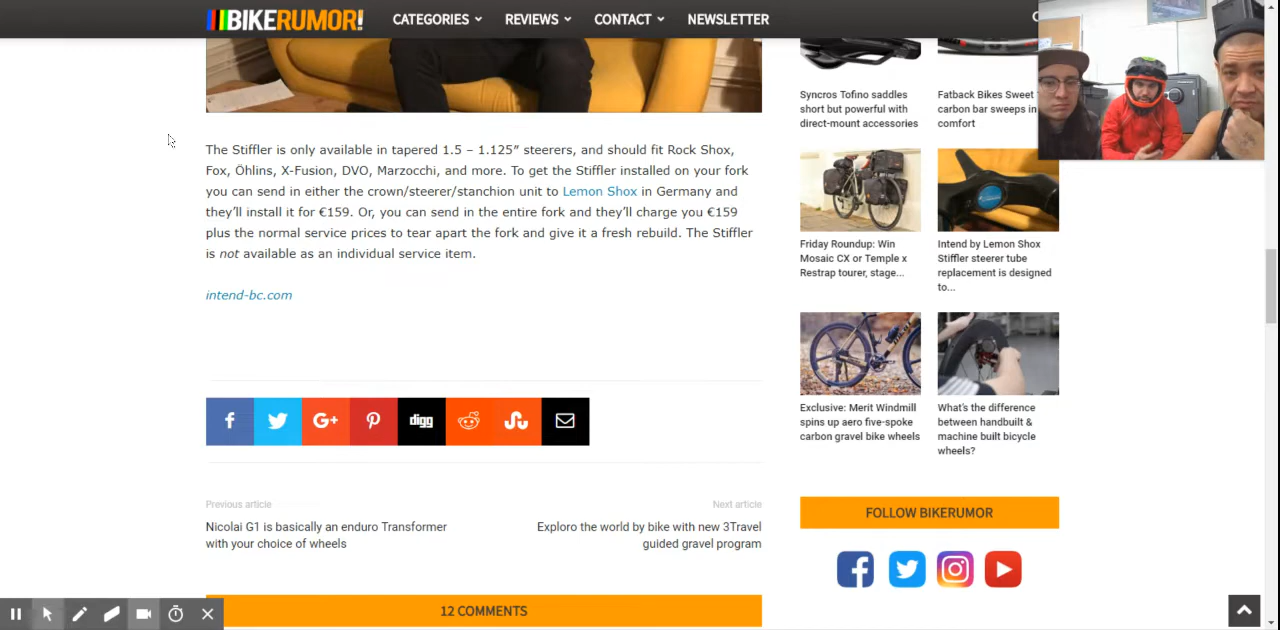 BIKERUMOR!
CATEGORIES
REVIEWS
CONTACT
NEWSLETTER
The Stiffler is only available in tapered 1.5 – 1.125″ steerers, and should fit Rock Shox,
Fox, Öhlins, X-Fusion, DVO, Marzocchi, and more. To get the Stiffler installed on your fork
you can send in either the crown/steerer/stanchion unit to Lemon Shox in Germany and
they’ll install it for €159. Or, you can send in the entire fork and they’ll charge you €159
plus the normal service prices to tear apart the fork and give it a fresh rebuild. The Stiffler
is not available as an individual service item.
intend-bc.com
G+
digg
Previous article
Nicolai G1 is basically an enduro Transformer
with your choice of wheels
Next article
Exploro the world by bike with new 3Travel
guided gravel program
12 COMMENTS
Syncros Tofino saddles
short but powerful with
direct-mount accessories
Fatback Bikes Sweet
carbon bar sweeps in
comfort
Friday Roundup: Win
Mosaic CX or Temple x
Restrap tourer, stage...
Intend by Lemon Shox
Stiffler steerer tube
replacement is designed
to...
Exclusive: Merit Windmill
spins up aero five-spoke
carbon gravel bike wheels
What's the difference
between handbuilt &
machine built bicycle
wheels?
FOLLOW BIKERUMOR